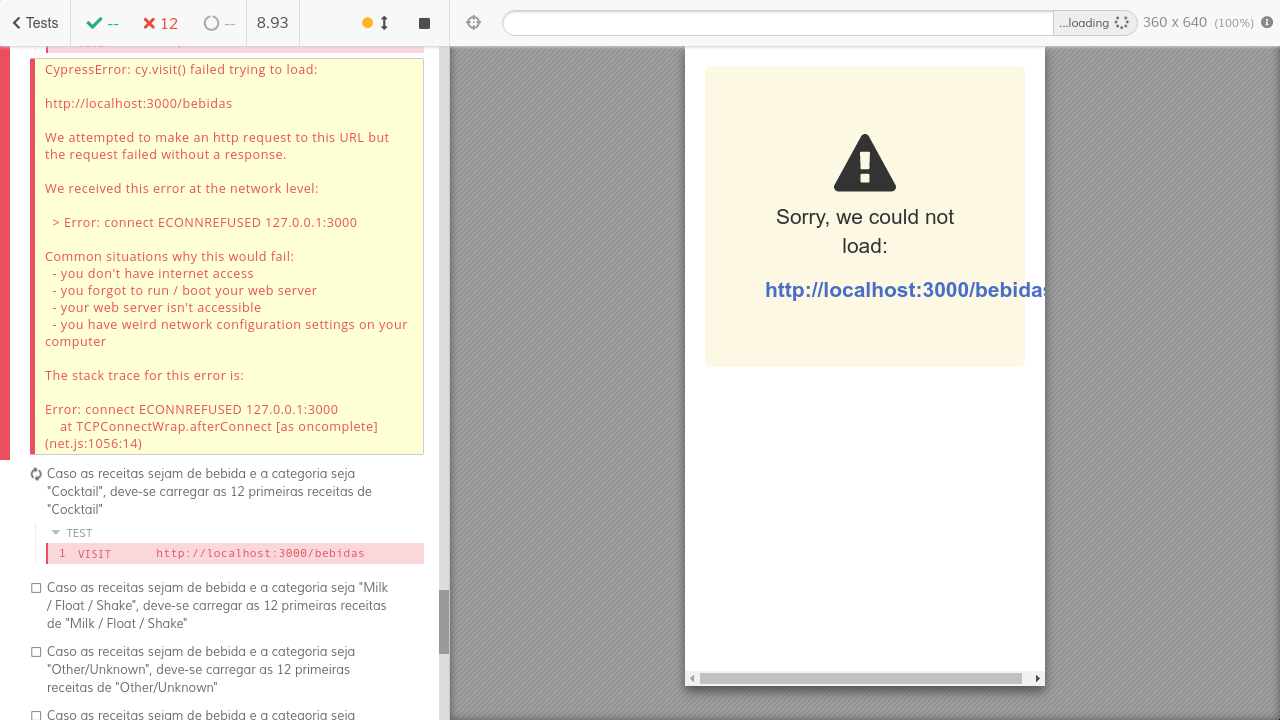 Tests
--
12
--
8.93
...loading
360 x 640 (100%)
CypressError: cy.visit() failed trying to load:
http://localhost:3000/bebidas
We attempted to make an http request to this URL but
the request failed without a response.
We received this error at the network level:
> Error: connect ECONNREFUSED 127.0.0.1:3000
Common situations why this would fail:
- you don't have internet access
- you forgot to run / boot your web server
- your web server isn't accessible
- you have weird network configuration settings on your
computer
The stack trace for this error is:
Error: connect ECONNREFUSED 127.0.0.1:3000
at TCPConnectWrap.afterConnect [as oncomplete]
(net.js:1056:14)
Caso as receitas sejam de bebida e a categoria seja
"Cocktail", deve-se carregar as 12 primeiras receitas de
"Cocktail"
TEST
1 VISIT http://localhost:3000/bebidas
Caso as receitas sejam de bebida e a categoria seja "Milk
/ Float / Shake", deve-se carregar as 12 primeiras receitas
de "Milk / Float / Shake"
Caso as receitas sejam de bebida e a categoria seja
"Other/Unknown", deve-se carregar as 12 primeiras
receitas de "Other/Unknown"
Caso as receitas sejam de bebida e a categoria seja
Sorry, we could not
load:
http://localhost:3000/bebidas